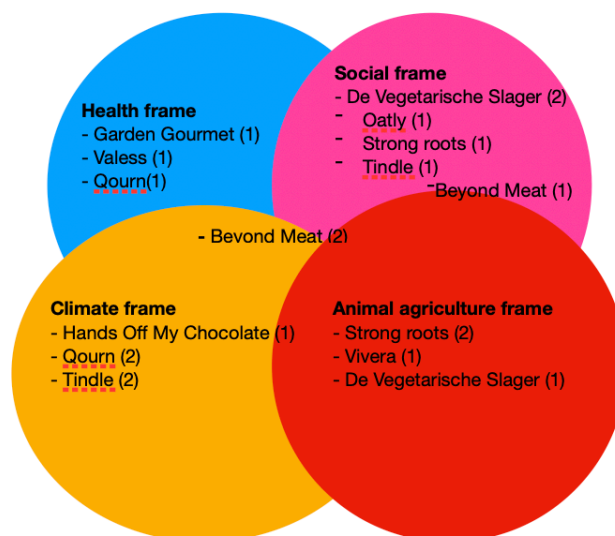 Health frame
- Garden Gourmet (1)
- Valess (1)
- Qourn(1)
Social frame
- De Vegetarische Slager (2)
- Oatly (1)
- Strong roots (1)
- Tindle (1)
-Beyond Meat (1)
- Beyond Meat (2)
Climate frame
- Hands Off My Chocolate (1)
- Qourn (2)
- Tindle (2)
Animal agriculture frame
- Strong roots (2)
- Vivera (1)
- De Vegetarische Slager (1)